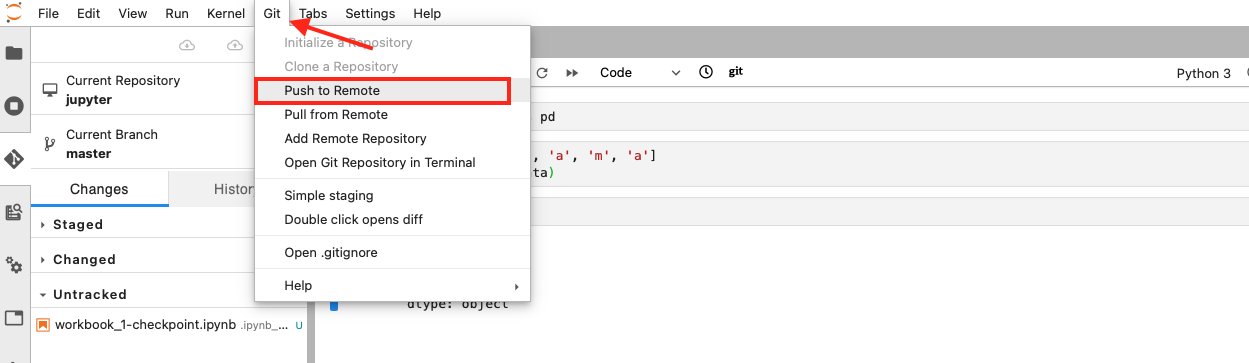 File Edit View Run Kernel Git Tabs Settings Help
Initialize a Repository
Clone a Repository
Push to Remote
Pull from Remote
Add Remote Repository
Open Git Repository in Terminal
Simple staging
Double click opens diff
Open .gitignore
Help
Current Repository
jupyter
Current Branch
master
Changes
History
Staged
Changed
Untracked
workbook_1-checkpoint.ipynb .ipynb_... U
Code
git
Python 3
pd
, 'a', 'm', 'a']
ta)
dtype: object